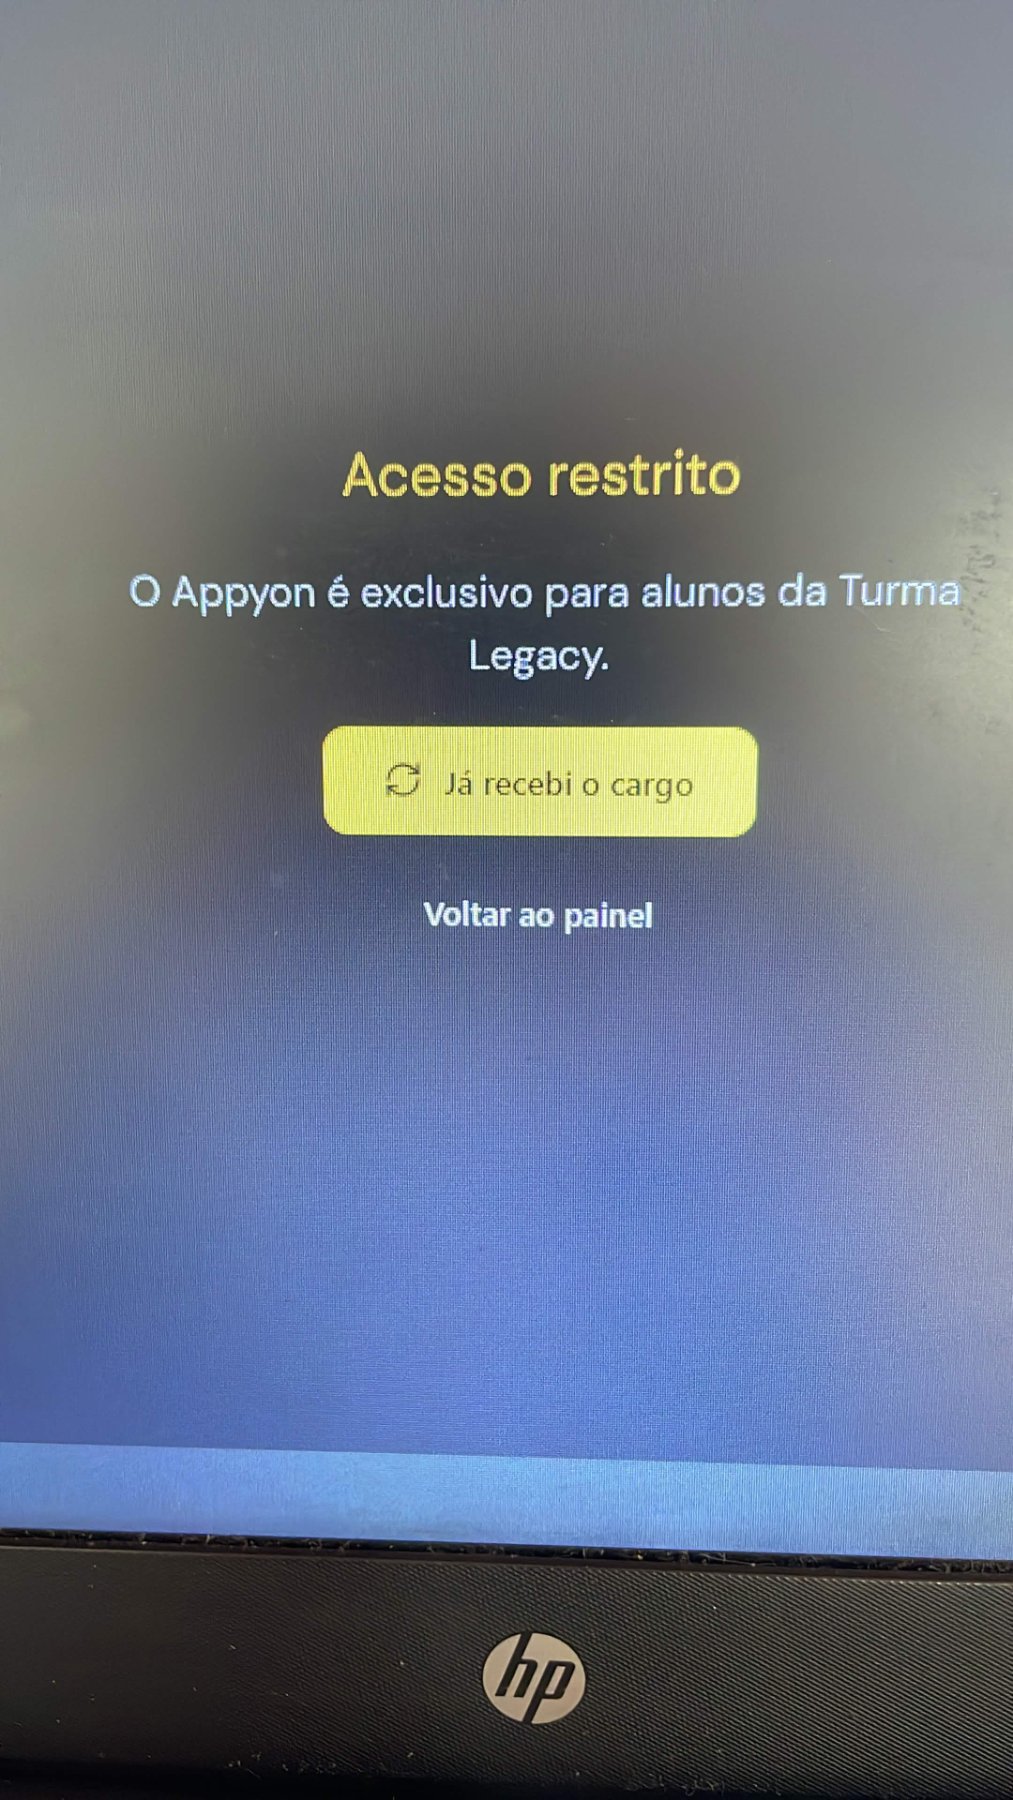 Acesso restrito
O Appyon é exclusivo para alunos da Turma
Legacy.
Já recebi o cargo
Voltar ao painel
hp